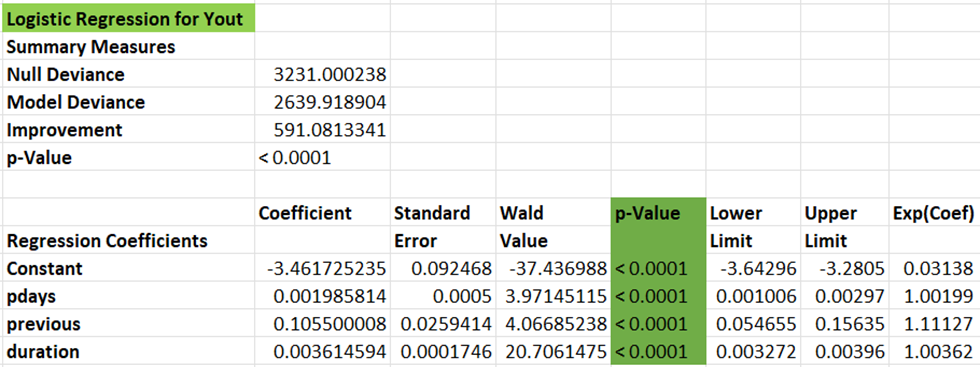 Logistic Regression for Yout
Summary Measures
Null Deviance 3231.000238
Model Deviance 2639.918904
Improvement 591.0813341
p-Value < 0.0001
Coefficient Standard Wald p-Value Lower Upper Exp(Coef)
Regression Coefficients Error Value Limit Limit
Constant -3.461725235 0.092468 -37.436988 < 0.0001 -3.64296 -3.2805 0.03138
pdays 0.001985814 0.0005 3.97145115 < 0.0001 0.001006 0.00297 1.00199
previous 0.105500008 0.0259414 4.06685238 < 0.0001 0.054655 0.15635 1.11127
duration 0.003614594 0.0001746 20.7061475 < 0.0001 0.003272 0.00396 1.00362